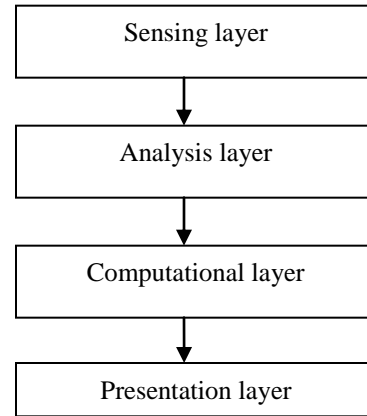 Sensing layer
Analysis layer
Computational layer
Presentation layer